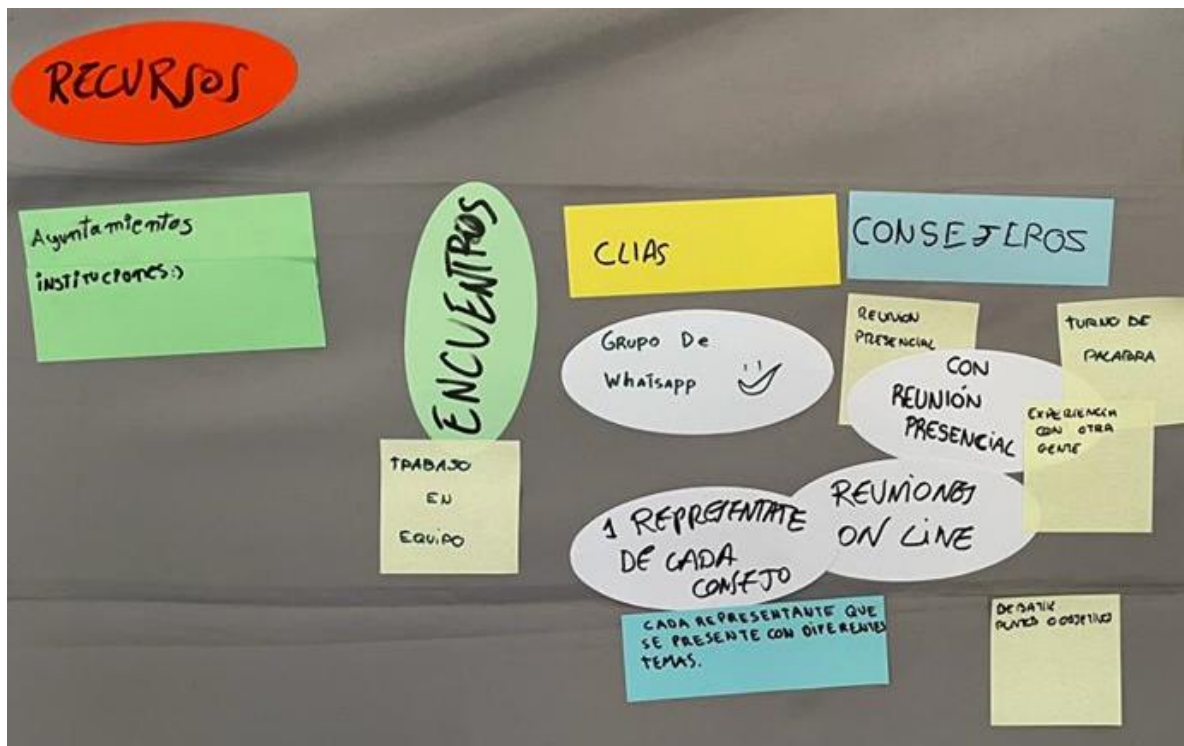 RECURSOS
Ayuntamientos
instituciones:)
ENCUENTROS
TRABAJO
EN
EQUIPO
CLIAS
GRUPO De
WhaTsapp
1 REPRESENTATE
DE CADA
CONSEJO
CADA REPRESENTANTE QUE
SE PRESENTE CON DIFERENTES
TEMAS.
CONSEJEROS
REUNION
PRESENCIAL
CON
REUNIÓN
PRESENCIAL
TURNO DE
PALABRA
EXPERIENCIA
CON OTRA
GENTE
REUNIONES
ON LINE
DEBATIR
PUNTOS O OBJETIVOS